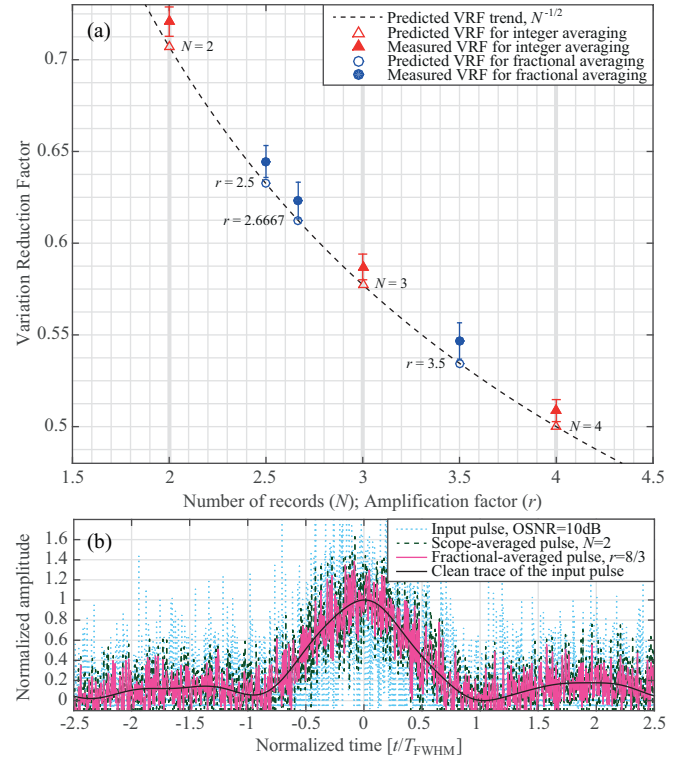 (a)
Predicted VRF trend, N^-1/2
Predicted VRF for integer averaging
Measured VRF for integer averaging
Predicted VRF for fractional averaging
Measured VRF for fractional averaging
0.7
0.65
0.6
0.55
0.5
Variation Reduction Factor
N = 2
r = 2.5
r = 2.6667
N = 3
r = 3.5
N = 4
1.5 2 2.5 3 3.5 4 4.5
Number of records (N); Amplification factor (r)
(b)
Input pulse, OSNR=10dB
Scope-averaged pulse, N=2
Fractional-averaged pulse, r=8/3
Clean trace of the input pulse
1.6
1.4
1.2
1
0.8
0.6
0.4
0.2
0
Normalized amplitude
-2.5 -2 -1.5 -1 -0.5 0 0.5 1.0 1.5 2 2.5
Normalized time [t/TFWHM]